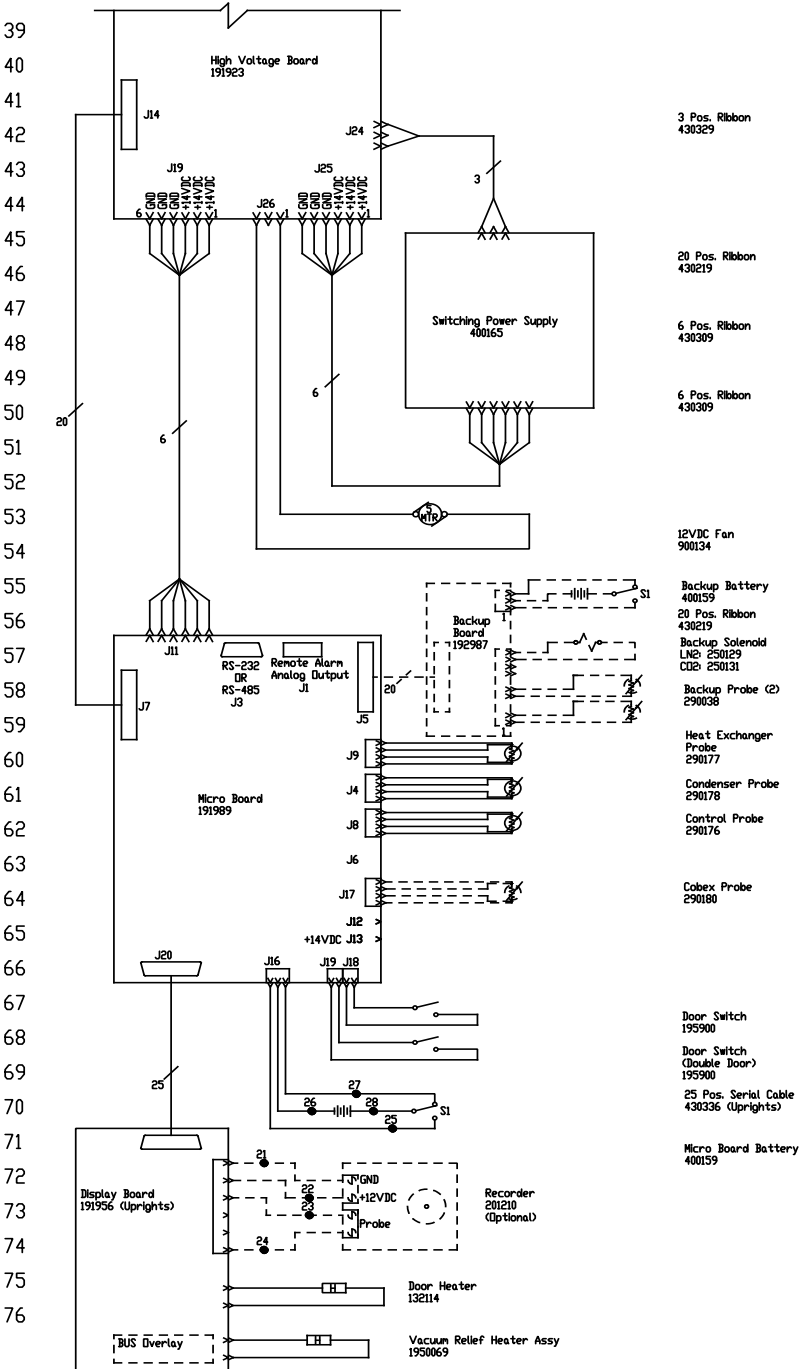 39
40
41
42
43
44
45
46
47
48
49
50
51
52
53
54
55
56
57
58
59
60
61
62
63
64
65
66
67
68
69
70
71
72
73
74
75
76
High Voltage Board
191923
J14
J24
J19
J25
J26
6
GND
GND
GND
+14VDC
+14VDC
+14VDC
1
1
GND
GND
GND
+14VDC
+14VDC
+14VDC
1
3
3 Pos. Ribbon
430329
20 Pos. Ribbon
430219
Switching Power Supply
400165
6 Pos. Ribbon
430309
6 Pos. Ribbon
430309
20
6
6
5
MTR
12VDC Fan
900134
Backup
Board
192987
1
1
S1
Backup Battery
400159
20 Pos. Ribbon
430219
Backup Solenoid
LN2: 250129
CO2: 250131
Backup Probe (2)
290038
J11
RS-232
OR
RS-485
J3
Remote Alarm
Analog Output
J1
J5
20
J7
J9
Heat Exchanger
Probe
290177
J4
Condenser Probe
290178
Micro Board
191989
J8
Control Probe
290176
J6
J17
Cobex Probe
290180
J12
+14VDC J13
J20
J16
J19 J18
Door Switch
195900
Door Switch
(Double Door)
195900
25
27
26
28
S1
25
25 Pos. Serial Cable
430336 (Uprights)
Micro Board Battery
400159
Display Board
191956 (Uprights)
21
22
23
24
GND
+12VDC
Probe
Recorder
201210
(Optional)
H
Door Heater
132114
BUS Overlay
H
Vacuum Relief Heater Assy
1950069